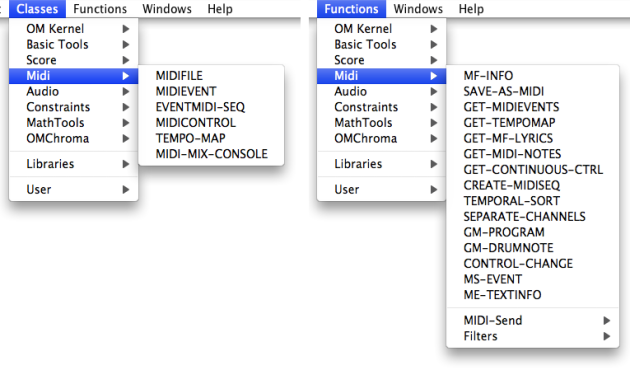 Classes Functions Windows Help
OM Kernel
Basic Tools
Score
Midi
Audio
Constraints
MathTools
OMChroma
Libraries
User
MIDIFILE
MIDIEVENT
EVENTMIDI-SEQ
MIDICONTROL
TEMPO-MAP
MIDI-MIX-CONSOLE
Functions Windows Help
OM Kernel
Basic Tools
Score
Midi
Audio
Constraints
MathTools
OMChroma
Libraries
User
MF-INFO
SAVE-AS-MIDI
GET-MIDIEVENTS
GET-TEMPOMAP
GET-MF-LYRICS
GET-MIDI-NOTES
GET-CONTINUOUS-CTRL
CREATE-MIDISEQ
TEMPORAL-SORT
SEPARATE-CHANNELS
GM-PROGRAM
GM-DRUMNOTE
CONTROL-CHANGE
MS-EVENT
ME-TEXTINFO
MIDI-Send
Filters